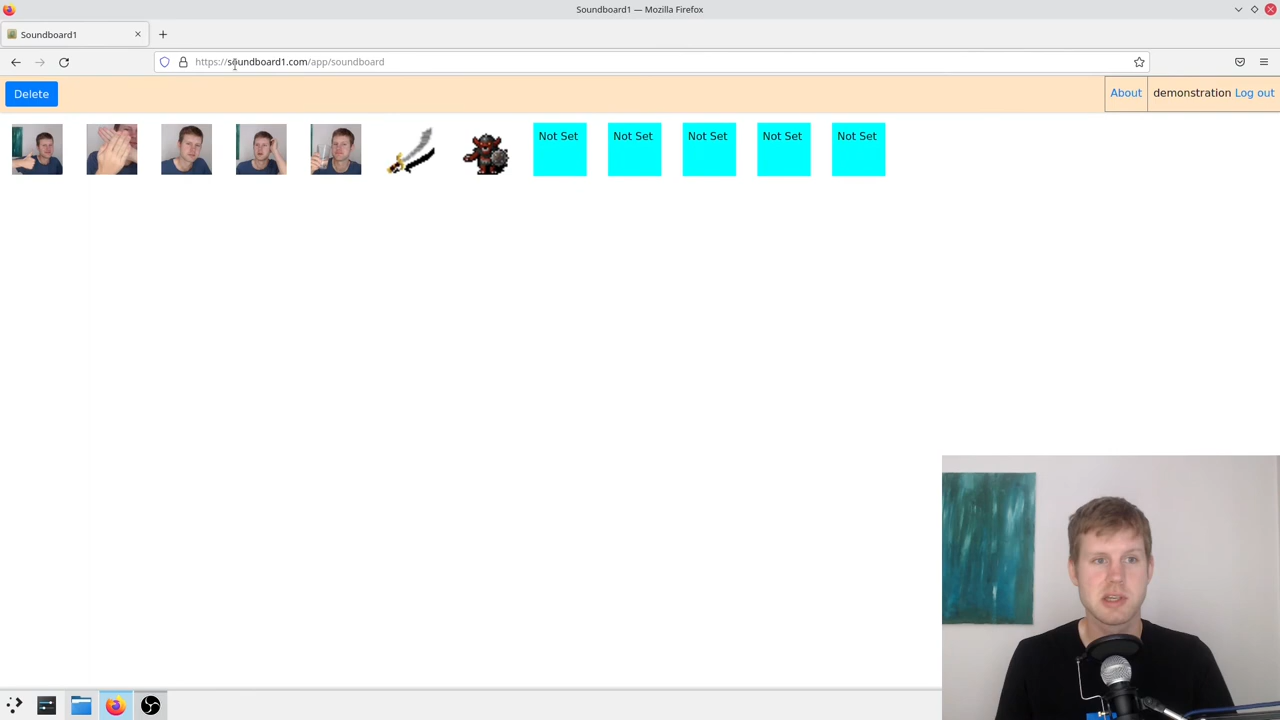 Soundboard1 — Mozilla Firefox
Soundboard1
https://soundboard1.com/app/soundboard
Delete
About
demonstration Log out
Not Set
Not Set
Not Set
Not Set
Not Set